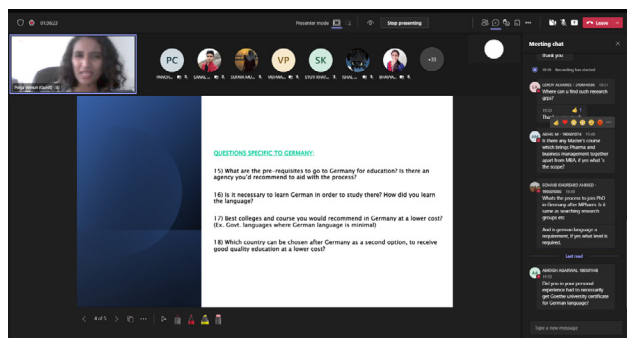 01:36:22
Presenter mode
Stop presenting
Leave
Meeting chat
PC
VP
SK
+31
thank you
Recording has started
Where can u find such research
grps?
1
Is there any Master's course
which brings Pharma and
business management together
apart from MBA, if yes what 's
the scope?
Whats the process to join PhD
in Germany after MPharm. Is it
same as searching research
groups etc
And is german language a
requirement, if yes what level is
required.
Last read
Did you in your personal
experience had to necessarily
get Goethe university certificate
for German language?
Type a new message
QUESTIONS SPECIFIC TO GERMANY:
15) What are the pre-requisites to go to Germany for education? Is there an
agency you'd recommend to aid with the process?
16) Is it necessary to learn German in order to study there? How did you learn
the language?
17) Best colleges and course you would recommend in Germany at a lower cost?
(Ex. Govt. languages where German language is minimal)
18) Which country can be chosen after Germany as a second option, to receive
good quality education at a lower cost?
4 of 5